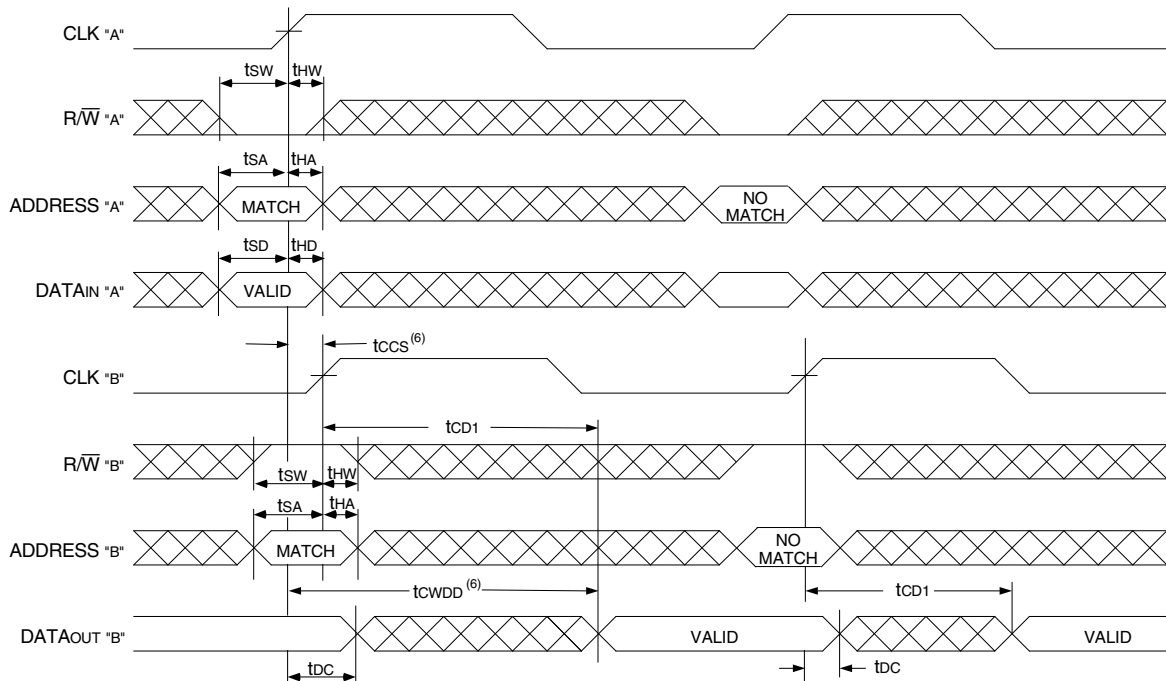 CLK "A"
tSW tHW
R/W̅ "A"
tSA tHA
ADDRESS "A" MATCH NO MATCH
tSD tHD
DATAIN "A" VALID
tCCS (6)
CLK "B"
tCD1
R/W̅ "B"
tSW tHW
tSA tHA
ADDRESS "B" MATCH NO MATCH
tCWDD (6) tCD1
DATAOUT "B" VALID VALID
tDC tDC